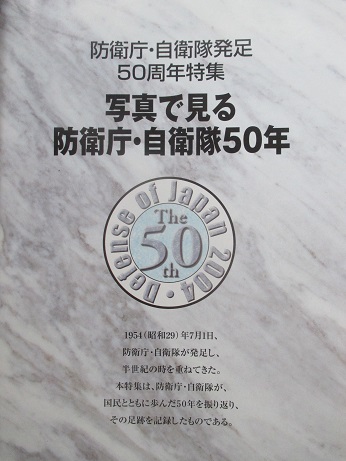 防衛庁・自衛隊発足
50周年特集
写真で見る
防衛庁・自衛隊50年
Defense of Japan 2004・
The
50
th
1954（昭和29）年7月1日、
防衛庁・自衛隊が発足し、
半世紀の時を重ねてきた。
本特集は、防衛庁・自衛隊が、
国民とともに歩んだ50年を振り返り、
その足跡を記録したものである。